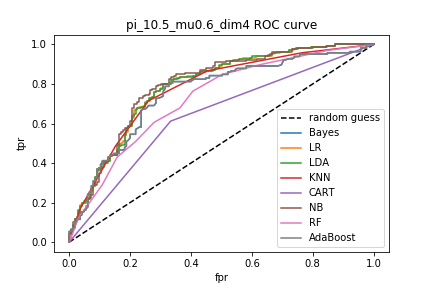 pi_10.5_mu0.6_dim4 ROC curve
tpr
1.0
0.8
0.6
0.4
0.2
0.0
random guess
Bayes
LR
LDA
KNN
CART
NB
RF
AdaBoost
0.0 0.2 0.4 0.6 0.8 1.0
fpr